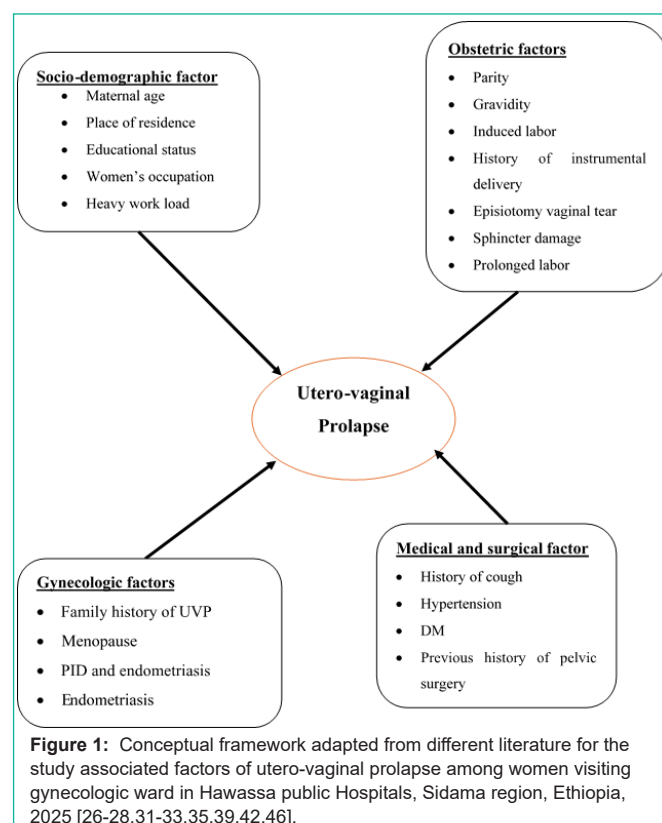 Socio-demographic factor
• Maternal age
• Place of residence
• Educational status
• Women's occupation
• Heavy work load
Obstetric factors
• Parity
• Gravidity
• Induced labor
• History of instrumental
delivery
• Episiotomy vaginal tear
• Sphincter damage
• Prolonged labor
Utero-vaginal
Prolapse
Gynecologic factors
• Family history of UVP
• Menopause
• PID and endometriasis
• Endometriasis
Medical and surgical factor
• History of cough
• Hypertension
• DM
• Previous history of pelvic
surgery
Figure 1: Conceptual framework adapted from different literature for the
study associated factors of utero-vaginal prolapse among women visiting
gynecologic ward in Hawassa public Hospitals, Sidama region, Ethiopia,
2025 [26-28,31-33,35,39,42,46].